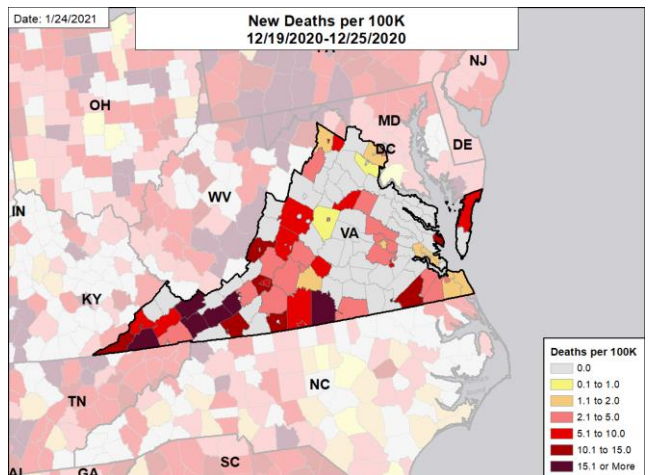 Date: 1/24/2021
New Deaths per 100K
12/19/2020-12/25/2020
NJ
OH
MD
DC
DE
WV
IN
VA
KY
NC
TN
SC
AL
GA
Deaths per 100K
0.0
0.1 to 1.0
1.1 to 2.0
2.1 to 5.0
5.1 to 10.0
10.1 to 15.0
15.1 or More